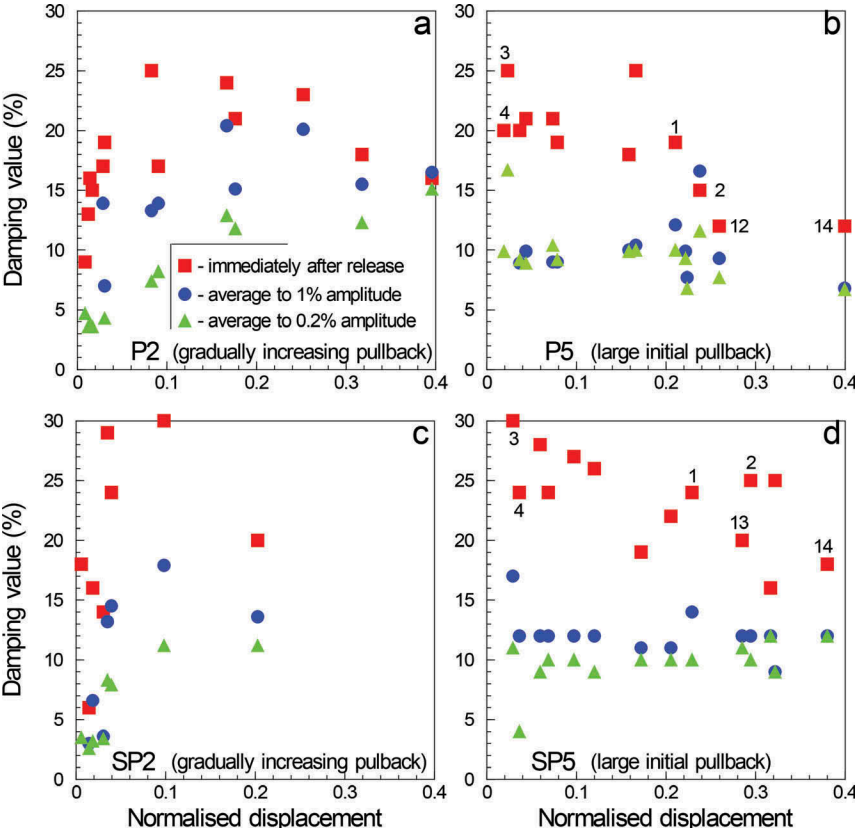 30
25
20
15
10
5
0
Damping value (%)
a
- immediately after release
- average to 1% amplitude
- average to 0.2% amplitude
P2 (gradually increasing pullback)
0 0.1 0.2 0.3 0.4
30
25
20
15
10
5
0
b
3
4
1
2
12
14
P5 (large initial pullback)
0 0.1 0.2 0.3 0.4
30
25
20
15
10
5
0
Damping value (%)
c
SP2 (gradually increasing pulback)
0 0.1 0.2 0.3 0.4
Normalised displacement
30
25
20
15
10
5
0
d
3
4
1
2
13
14
SP5 (large initial pullback)
0 0.1 0.2 0.3 0.4
Normalised displacement